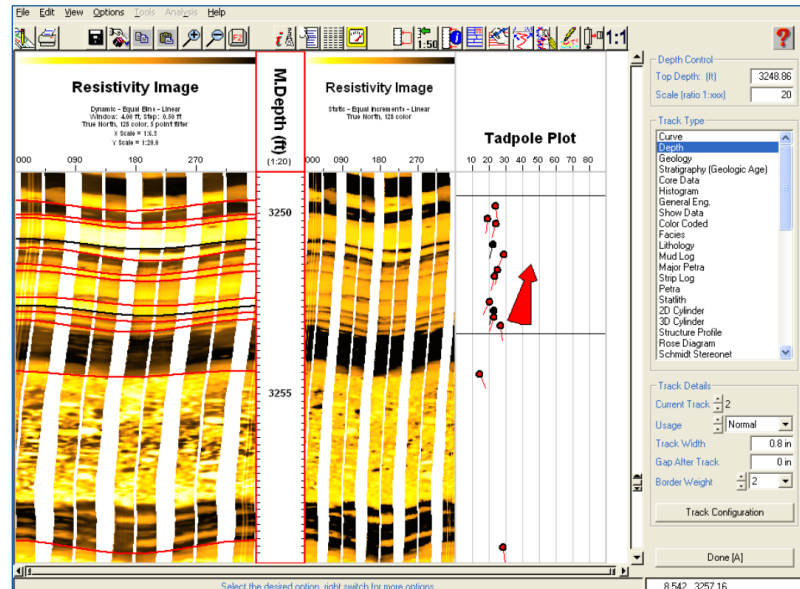 File Edit View Options Tools Analysis Help
1:50
1:1
?
Resistivity Image
Dynamic - Equal Bins - Linear
Window: 4.00 ft, Step: 0.50 ft
True North, 128 color, 5 point filter
X Scale = 1:6.3
Y Scale = 1:20.0
000 090 180 270
M.Depth (ft)
(1:20)
3250
3255
Resistivity Image
Static - Equal Increments - Linear
True North, 128 color
000 090 180 270
Tadpole Plot
10 20 30 40 50 60 70 80
Depth Control
Top Depth: (ft) 3248.86
Scale (ratio 1:xxx) 20
Track Type
Curve
Depth
Geology
Stratigraphy (Geologic Age)
Core Data
Histogram
General Eng.
Show Data
Color Coded
Facies
Lithology
Mud Log
Major Petra
Strip Log
Petra
Statlith
2D Cylinder
3D Cylinder
Structure Profile
Rose Diagram
Schmidt Stereonet
Track Details
Current Track 2
Usage Normal
Track Width 0.8 in
Gap After Track 0 in
Border Weight 2
Track Configuration
Done [A]
Select the desired option, right switch for more options
8.542 3257.16